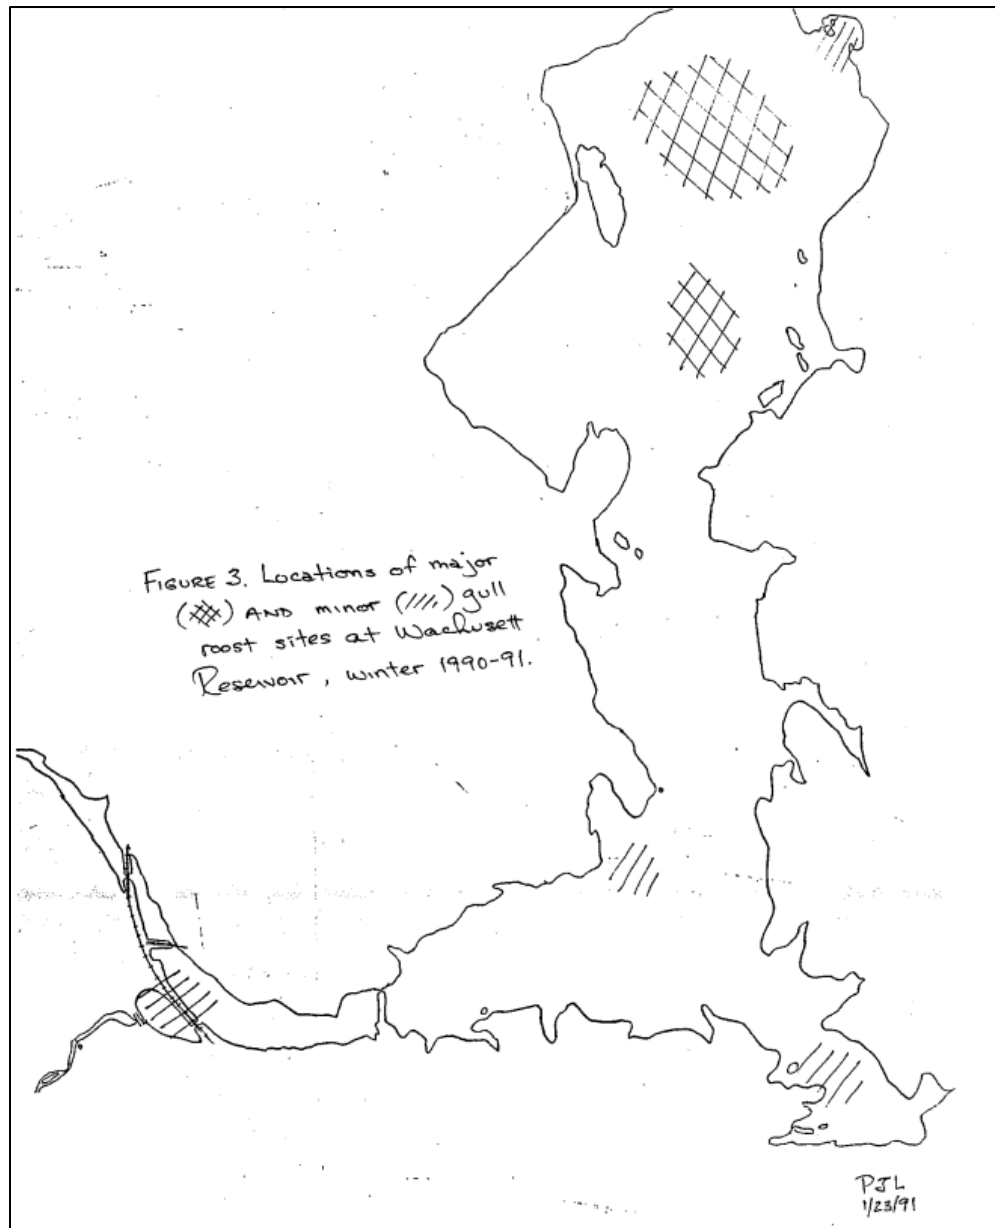 FIGURE 3. Locations of major
(    ) AND minor (////) gull
roost sites at Wachusett
Reservoir, winter 1990-91.
PJL
1/23/91